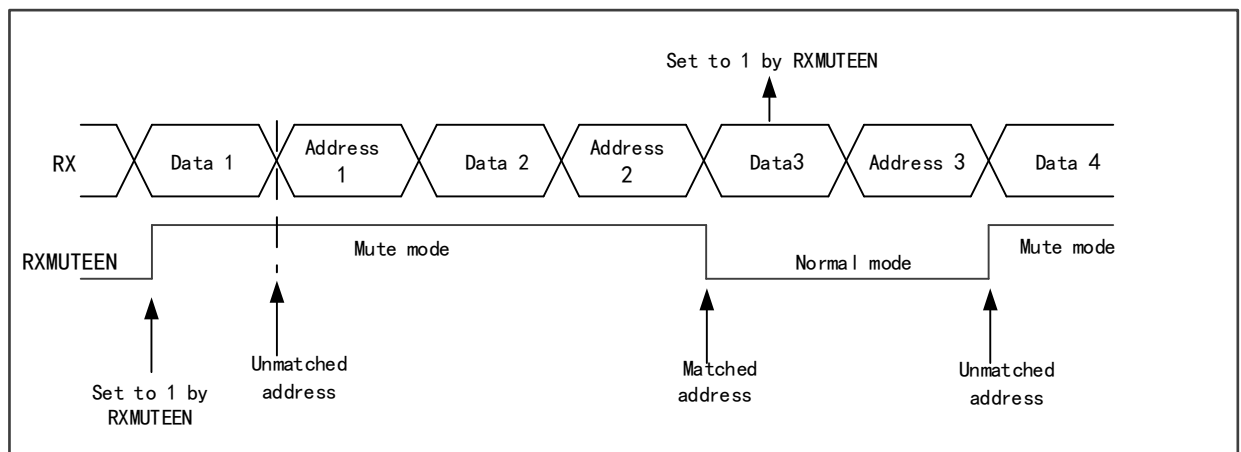 Set to 1 by RXMUTEEN
RX
Data 1
Address
1
Data 2
Address
2
Data3
Address 3
Data 4
RXMUTEEN
Mute mode
Normal mode
Mute mode
Set to 1 by
RXMUTEEN
Unmatched
address
Matched
address
Unmatched
address